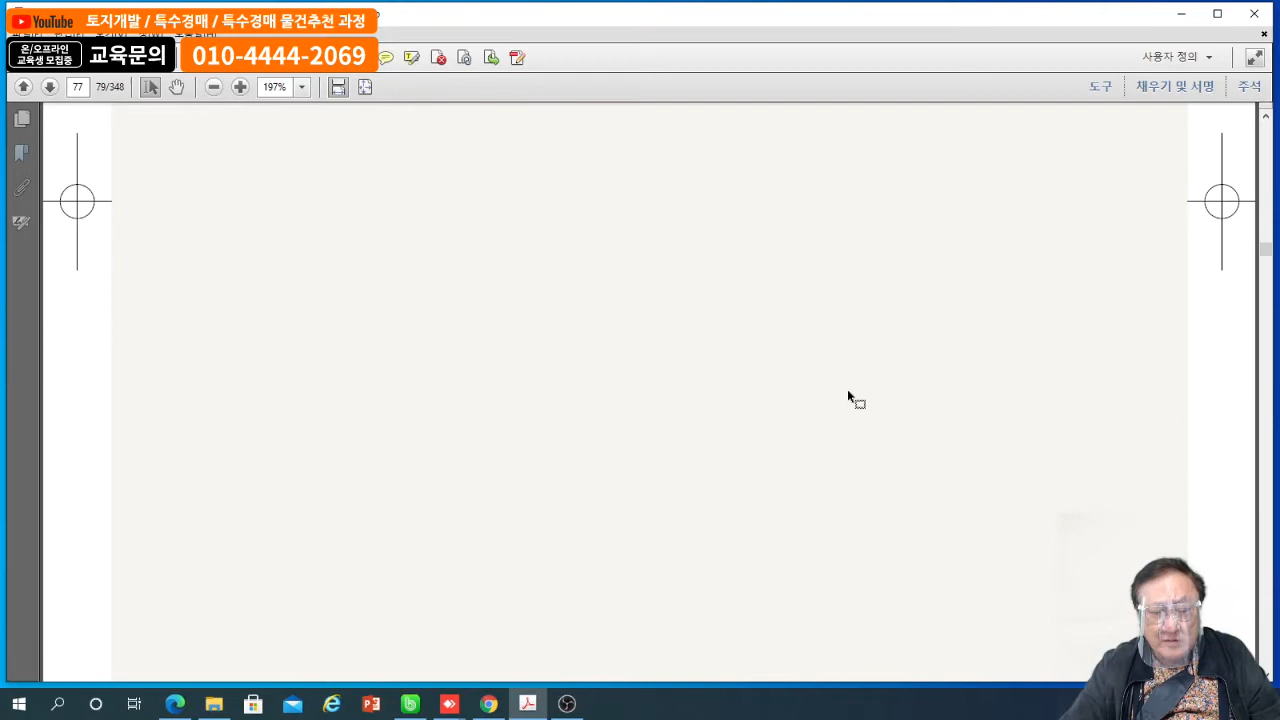 YouTube 토지개발 / 특수경매 / 특수경매 물건추천 과정
온/오프라인
교육생 모집중
교육문의
010-4444-2069
사용자 정의
77
79/348
197%
도구
채우기 및 서명
주석